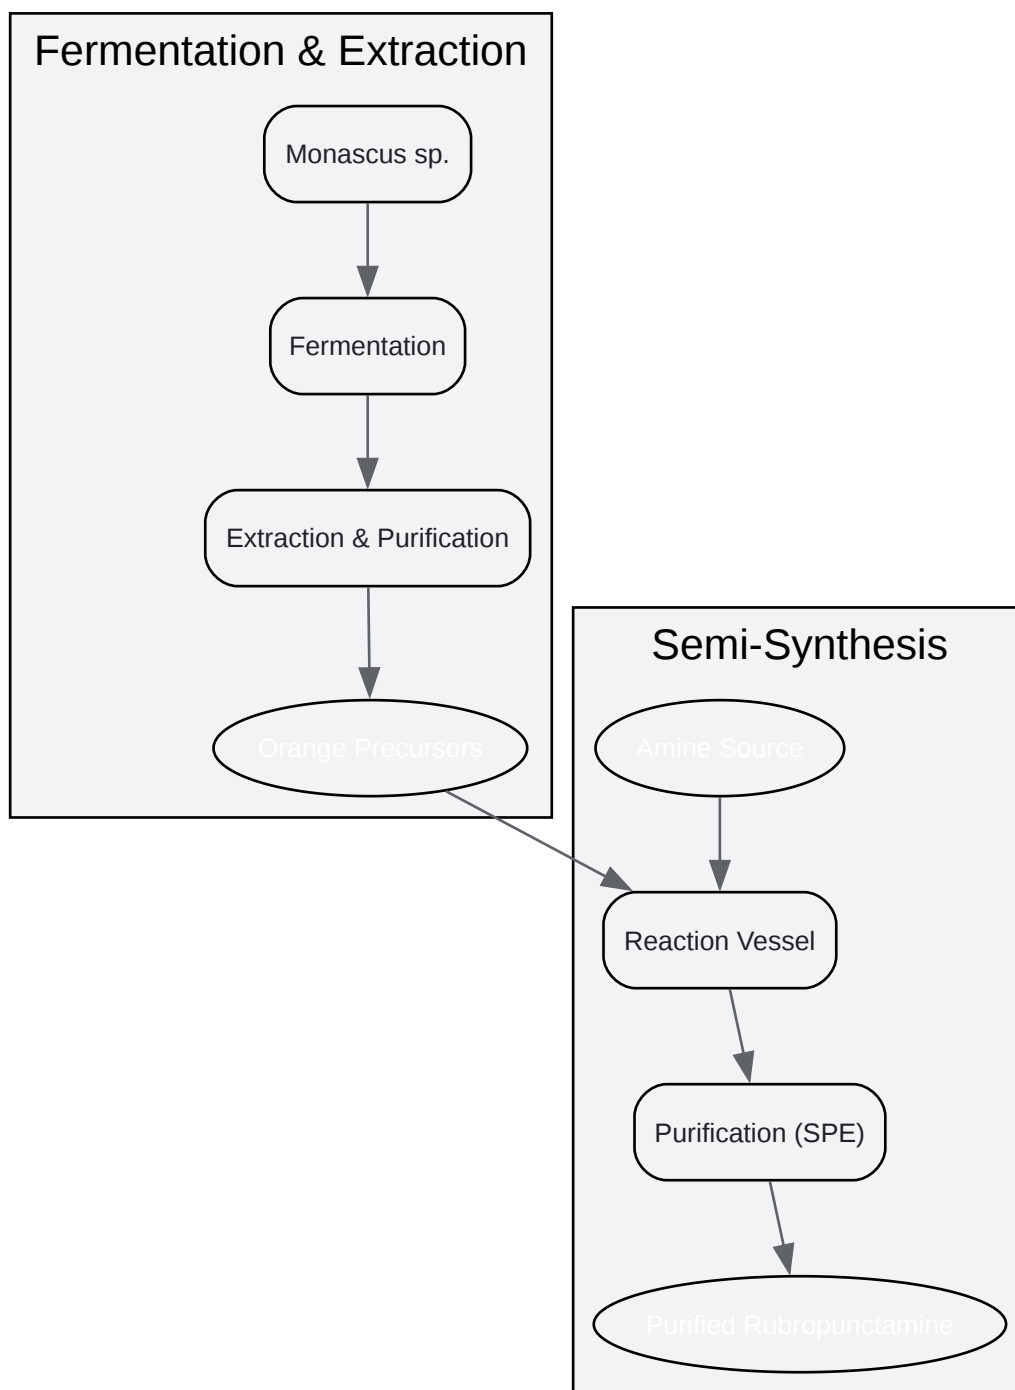 Fermentation & Extraction
Monascus sp.
Fermentation
Extraction & Purification
Orange Precursors
Semi-Synthesis
Amine Source
Reaction Vessel
Purification (SPE)
Purified Rubropunctamine